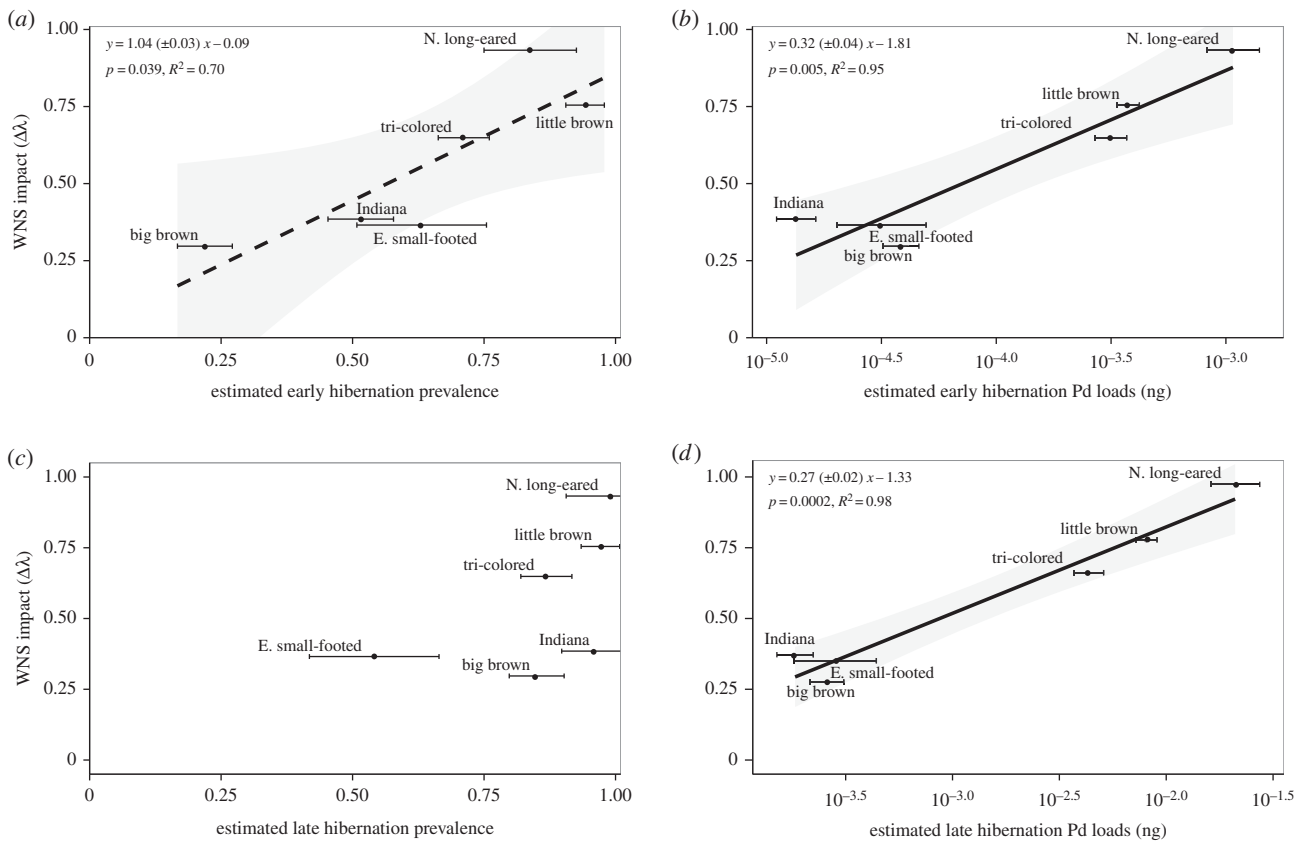 (a)
y = 1.04 (±0.03) x – 0.09
p = 0.039, R² = 0.70
N. long-eared
little brown
tri-colored
Indiana
E. small-footed
big brown
WNS impact (Δλ)
1.00
0.75
0.50
0.25
0
0 0.25 0.50 0.75 1.00
estimated early hibernation prevalence
(b)
y = 0.32 (±0.04) x – 1.81
p = 0.005, R² = 0.95
N. long-eared
little brown
tri-colored
Indiana
E. small-footed
big brown
1.00
0.75
0.50
0.25
0
10–5.0 10–4.5 10–4.0 10–3.5 10–3.0
estimated early hibernation Pd loads (ng)
(c)
N. long-eared
little brown
tri-colored
E. small-footed
Indiana
big brown
WNS impact (Δλ)
1.00
0.75
0.50
0.25
0
0 0.25 0.50 0.75 1.00
estimated late hibernation prevalence
(d)
y = 0.27 (±0.02) x – 1.33
p = 0.0002, R² = 0.98
N. long-eared
little brown
tri-colored
Indiana
E. small-footed
big brown
1.00
0.75
0.50
0.25
0
10–3.5 10–3.0 10–2.5 10–2.0 10–1.5
estimated late hibernation Pd loads (ng)